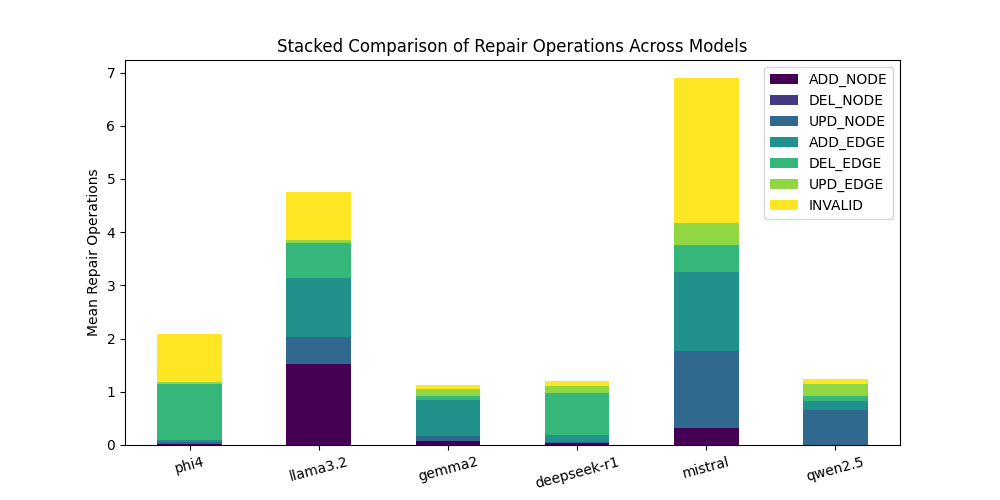 Stacked Comparison of Repair Operations Across Models
Mean Repair Operations
7
6
5
4
3
2
1
0
ADD_NODE
DEL_NODE
UPD_NODE
ADD_EDGE
DEL_EDGE
UPD_EDGE
INVALID
phi4
llama3.2
gemma2
deepseek-r1
mistral
qwen2.5